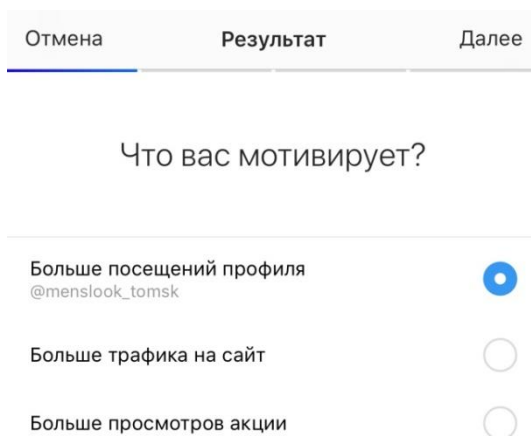 Отмена Результат Далее
Что вас мотивирует?
Больше посещений профиля
@menslook_tomsk
Больше трафика на сайт
Больше просмотров акции